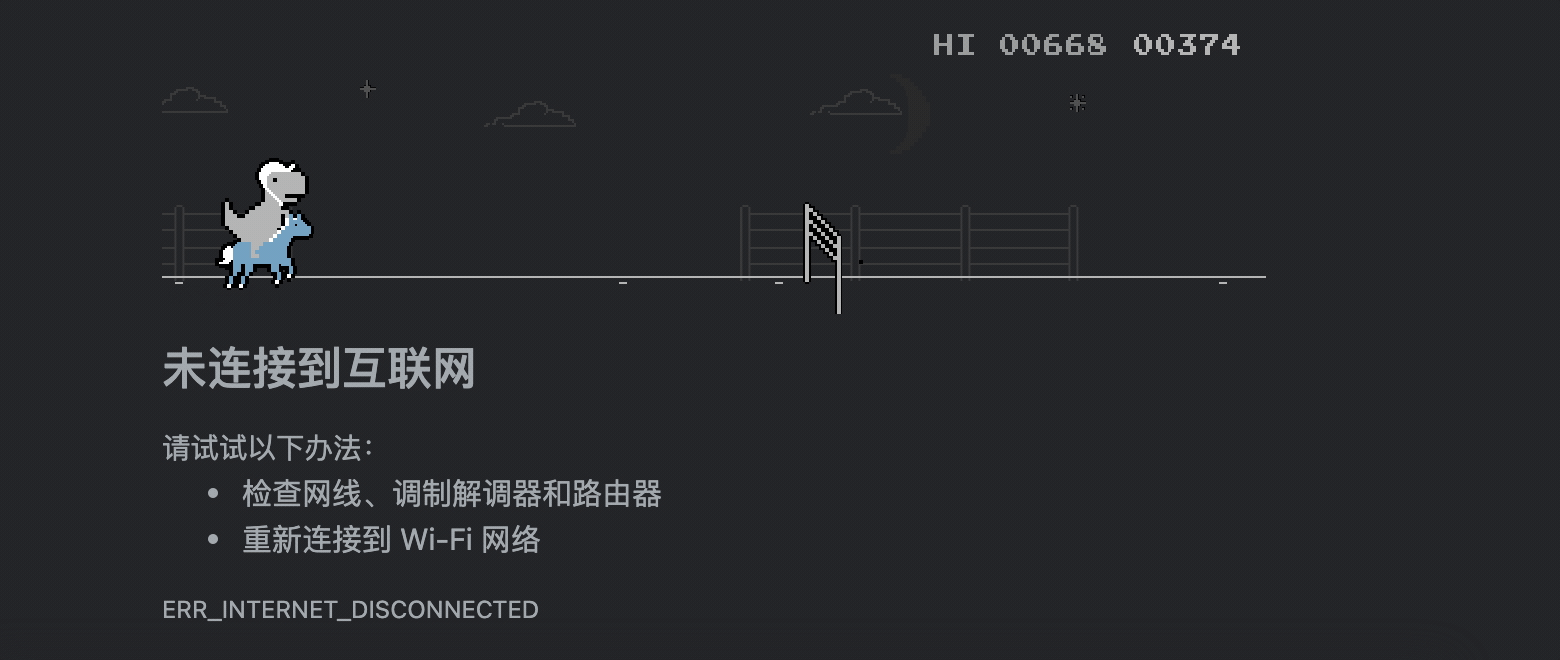 HI 00668 00374
未连接到互联网
请试试以下办法：
• 检查网线、调制解调器和路由器
• 重新连接到 Wi-Fi 网络
ERR_INTERNET_DISCONNECTED